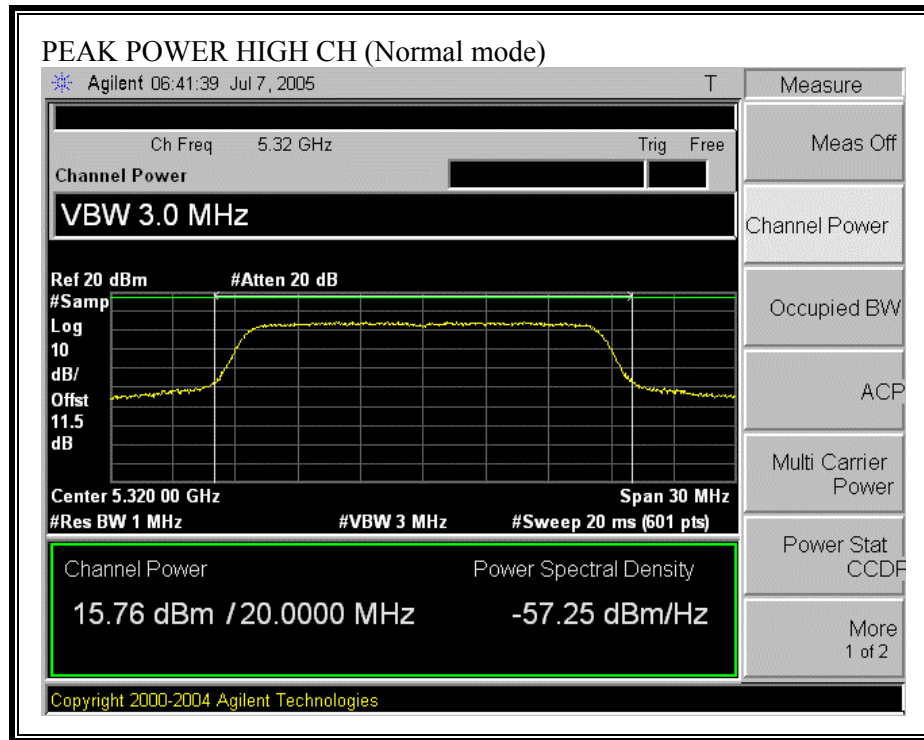 PEAK POWER HIGH CH (Normal mode)
Agilent 06:41:39 Jul 7, 2005 T
Measure
Ch Freq 5.32 GHz Trig Free
Meas Off
Channel Power
VBW 3.0 MHz
Channel Power
Ref 20 dBm #Atten 20 dB
#Samp
Log
10
dB/
Offst
11.5
dB
Occupied BW
ACP
Multi Carrier
Power
Center 5.320 00 GHz Span 30 MHz
#Res BW 1 MHz #VBW 3 MHz #Sweep 20 ms (601 pts)
Power Stat
CCDF
Channel Power Power Spectral Density
15.76 dBm / 20.0000 MHz -57.25 dBm/Hz
More
1 of 2
Copyright 2000-2004 Agilent Technologies